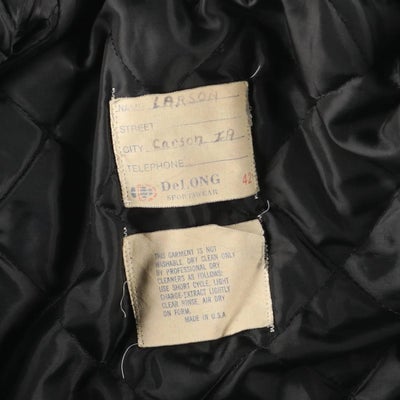 NAME LARSON
STREET
CITY Carson IA
TELEPHONE
DeLONG 42
SPORTSWEAR
THIS GARMENT IS NOT
WASHABLE. DRY CLEAN ONLY
BY PROFESSIONAL DRY
CLEANERS AS FOLLOWS:
USE SHORT CYCLE, LIGHT
CHARGE-EXTRACT LIGHTLY
CLEAR RINSE, AIR DRY
ON FORM.
MADE IN U.S.A.